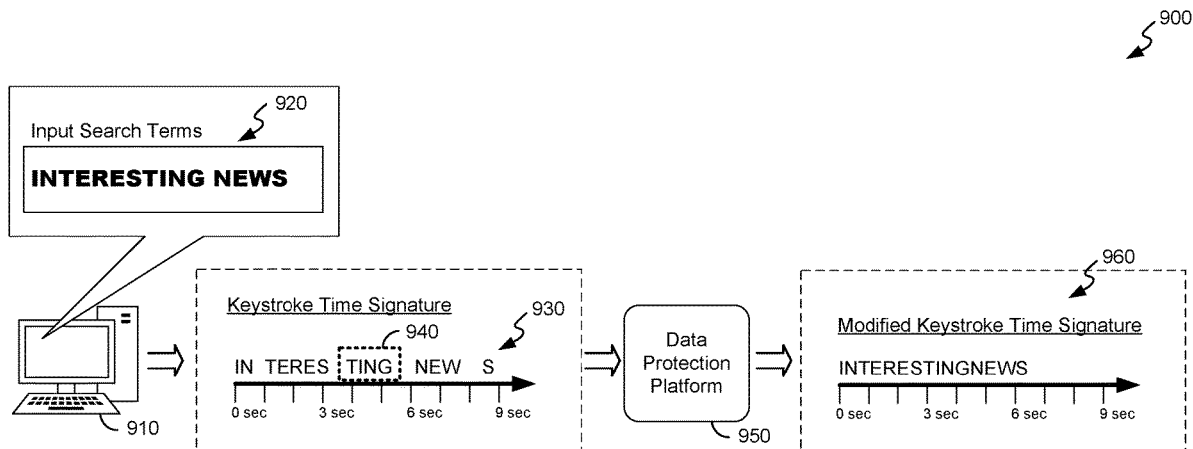 900
920
Input Search Terms
INTERESTING NEWS
960
Keystroke Time Signature
940
930
IN TERES TING NEW S
0 sec 3 sec 6 sec 9 sec
910
Data
Protection
Platform
950
Modified Keystroke Time Signature
INTERESTINGNEWS
0 sec 3 sec 6 sec 9 sec